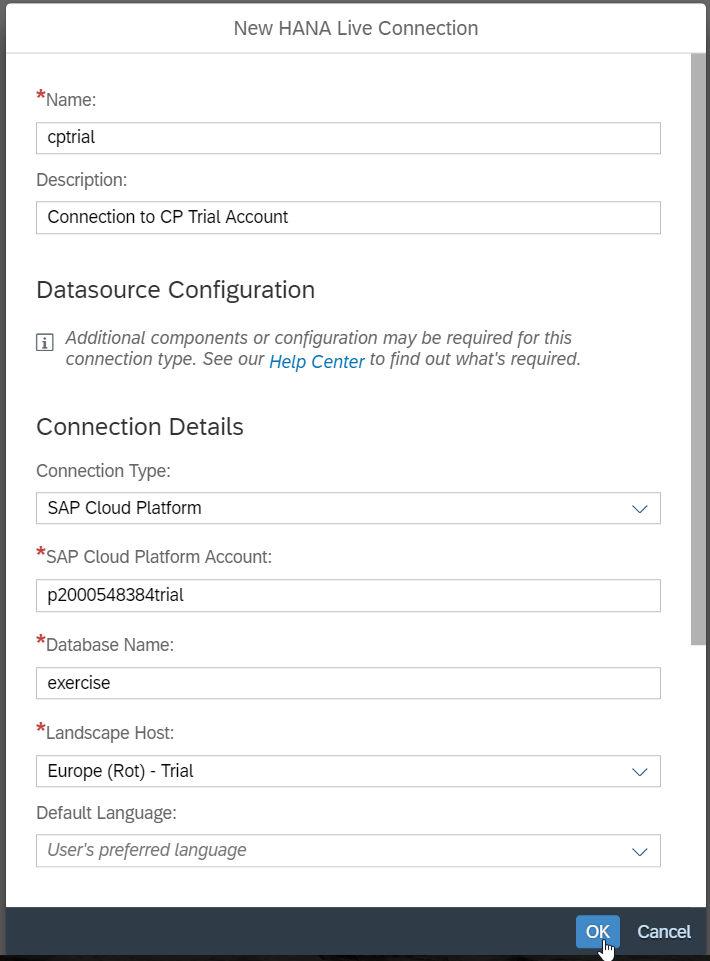 New HANA Live Connection
*Name:
cptrial
Description:
Connection to CP Trial Account
Datasource Configuration
Additional components or configuration may be required for this
connection type. See our Help Center to find out what's required.
Connection Details
Connection Type:
SAP Cloud Platform
*SAP Cloud Platform Account:
p2000548384trial
*Database Name:
exercise
*Landscape Host:
Europe (Rot) - Trial
Default Language:
User's preferred language
OK Cancel